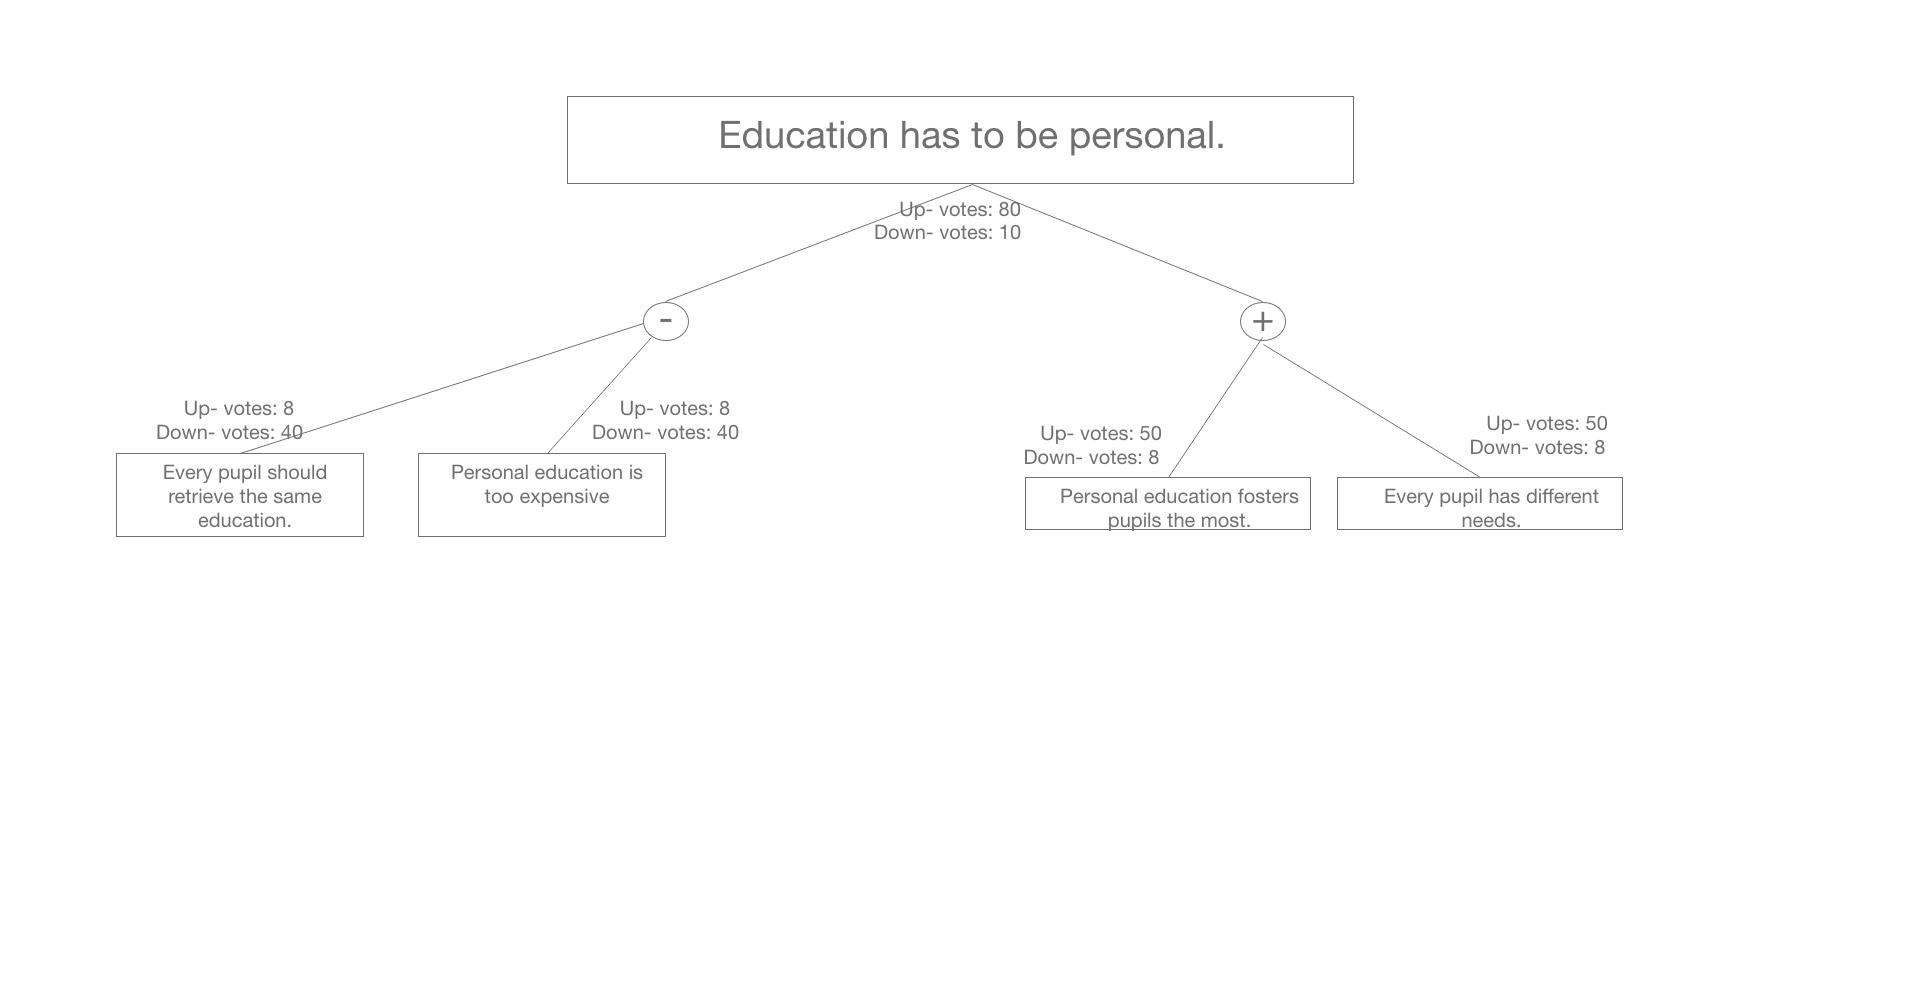 Education has to be personal.
Up- votes: 80
Down- votes: 10
-
+
Up- votes: 8
Down- votes: 40
Every pupil should
retrieve the same
education.
Up- votes: 8
Down- votes: 40
Personal education is
too expensive
Up- votes: 50
Down- votes: 8
Personal education fosters
pupils the most.
Up- votes: 50
Down- votes: 8
Every pupil has different
needs.